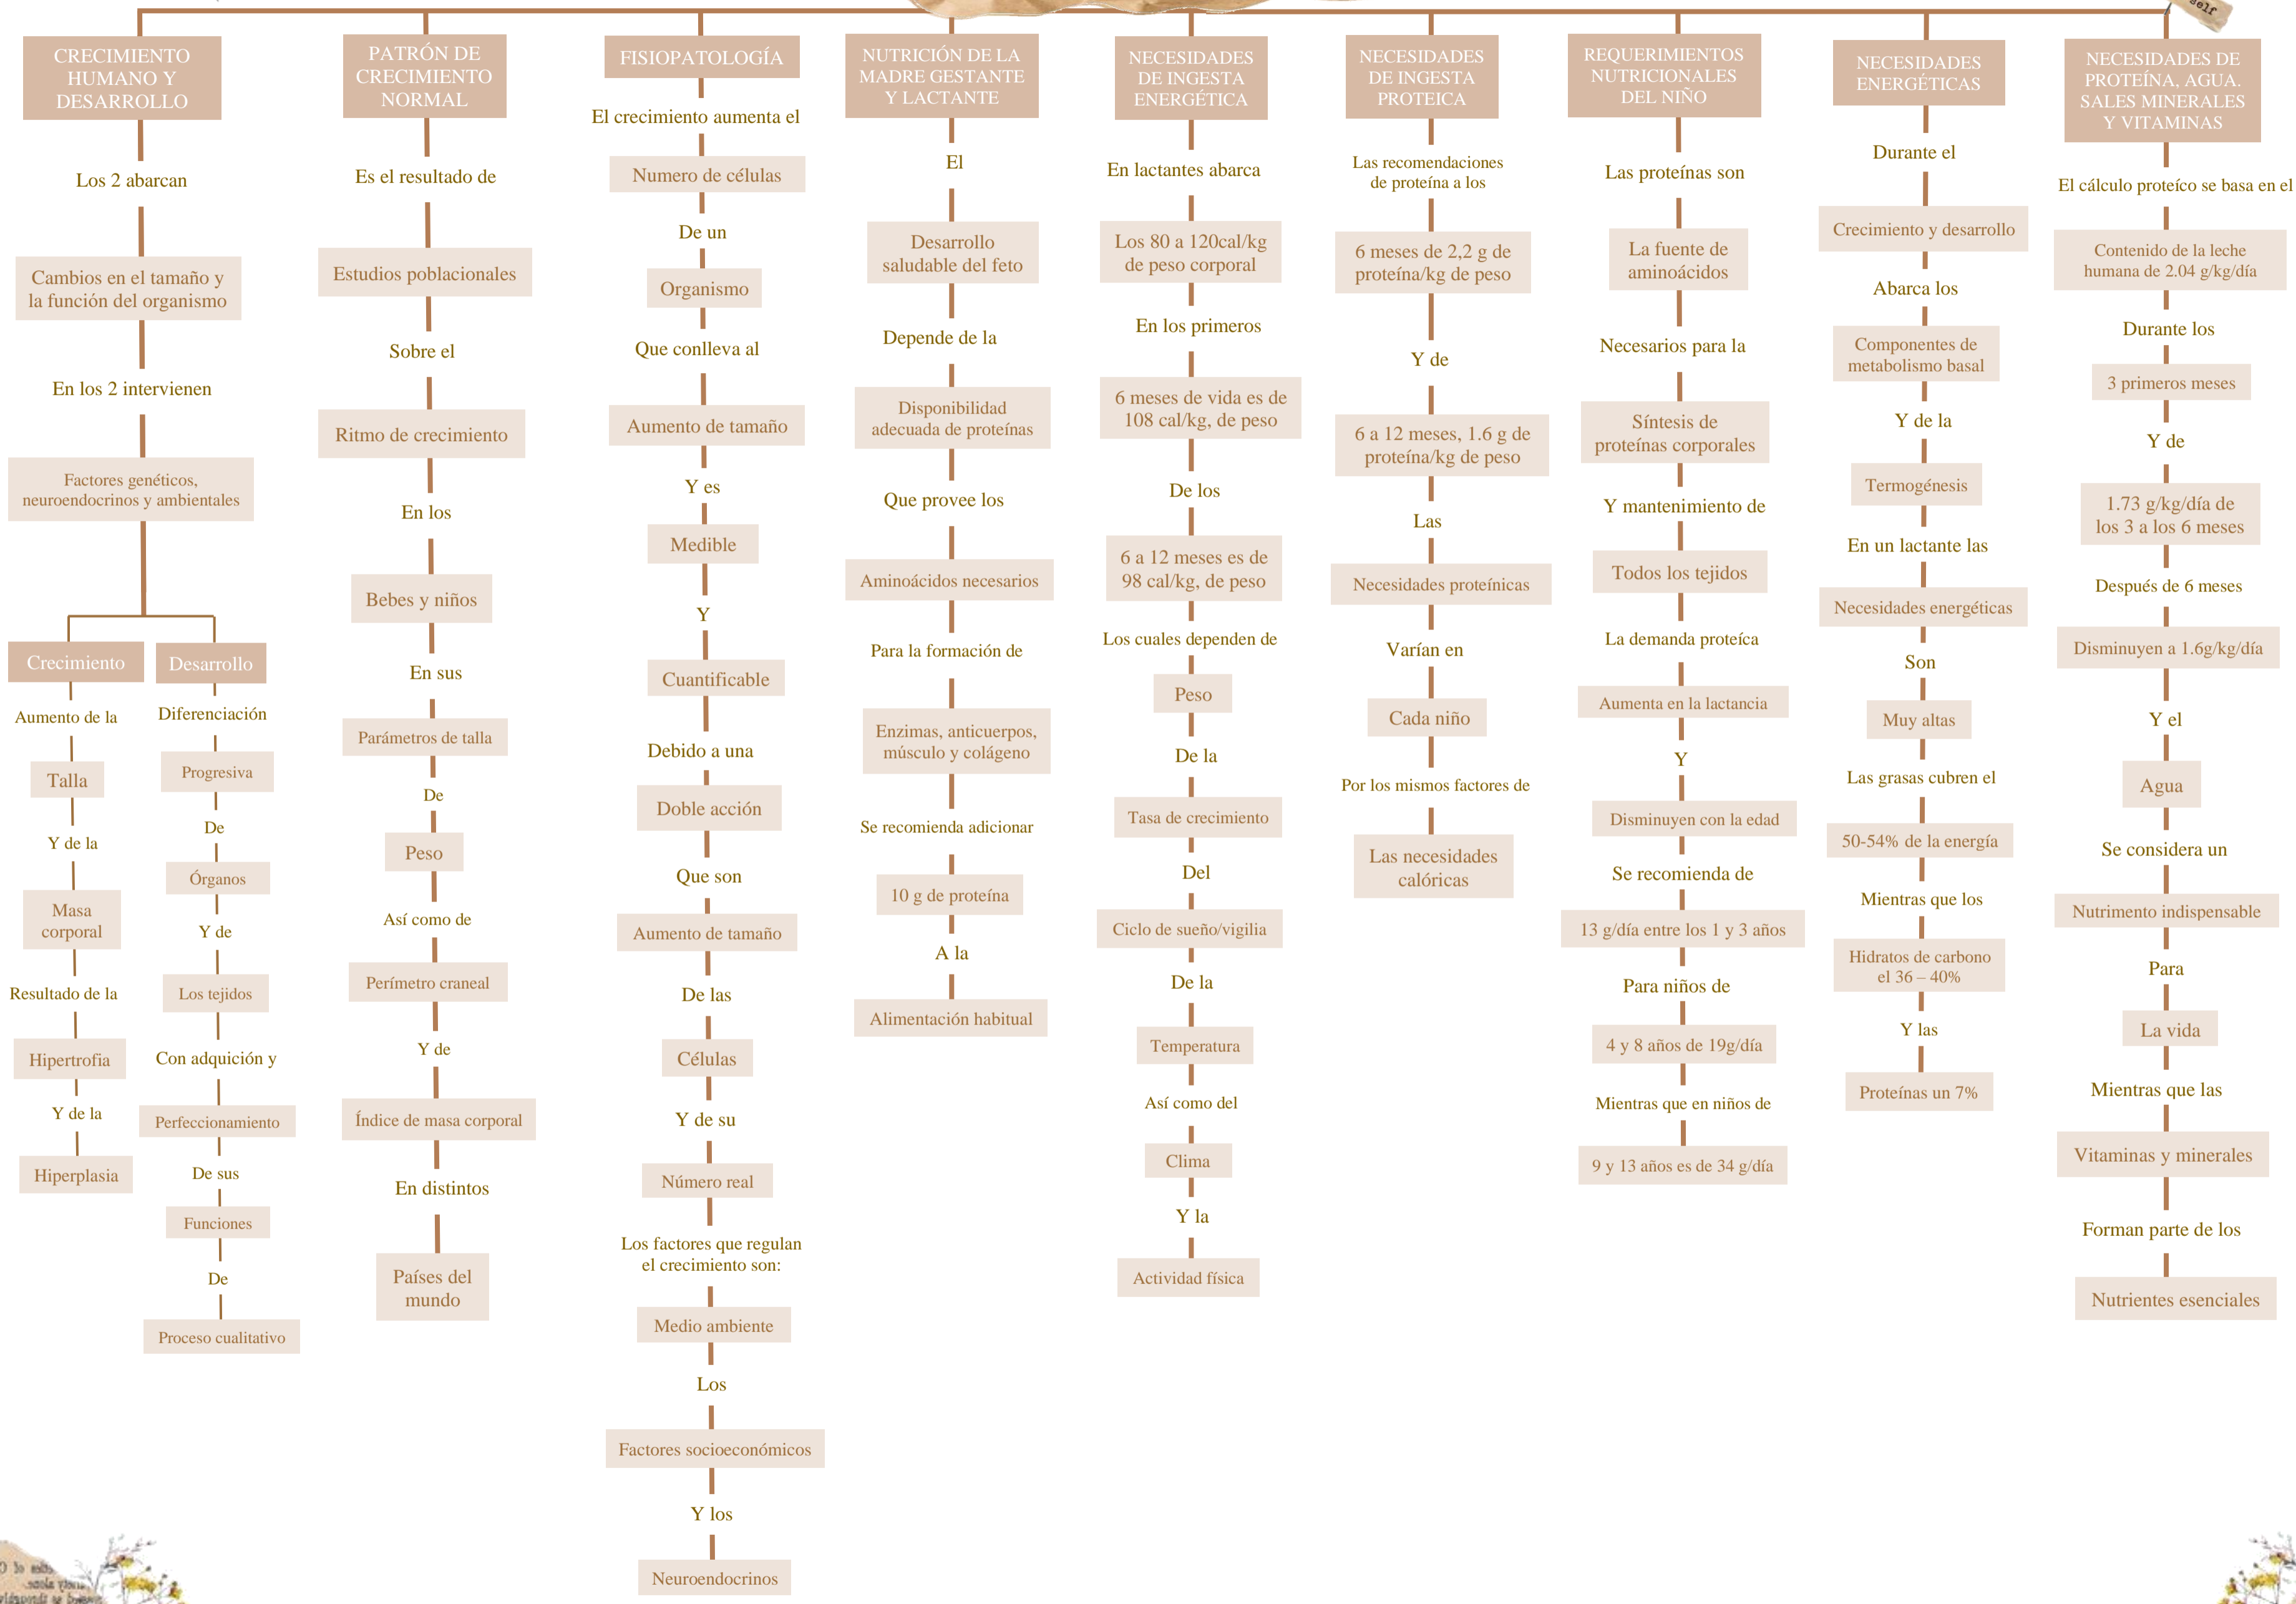 self
CRECIMIENTO
HUMANO Y
DESARROLLO
Los 2 abarcan
Cambios en el tamaño y
la función del organismo
En los 2 intervienen
Factores genéticos,
neuroendocrinos y ambientales
Crecimiento
Aumento de la
Talla
Y de la
Masa
corporal
Resultado de la
Hipertrofia
Y de la
Hiperplasia
Desarrollo
Diferenciación
Progresiva
De
Órganos
Y de
Los tejidos
Con adquición y
Perfeccionamiento
De sus
Funciones
De
Proceso cualitativo
PATRÓN DE
CRECIMIENTO
NORMAL
Es el resultado de
Estudios poblacionales
Sobre el
Ritmo de crecimiento
En los
Bebes y niños
En sus
Parámetros de talla
De
Peso
Así como de
Perímetro craneal
Y de
Índice de masa corporal
En distintos
Países del
mundo
FISIOPATOLOGÍA
El crecimiento aumenta el
Numero de células
De un
Organismo
Que conlleva al
Aumento de tamaño
Y es
Medible
Y
Cuantificable
Debido a una
Doble acción
Que son
Aumento de tamaño
De las
Células
Y de su
Número real
Los factores que regulan
el crecimiento son:
Medio ambiente
Los
Factores socioeconómicos
Y los
Neuroendocrinos
NUTRICIÓN DE LA
MADRE GESTANTE
Y LACTANTE
El
Desarrollo
saludable del feto
Depende de la
Disponibilidad
adecuada de proteínas
Que provee los
Aminoácidos necesarios
Para la formación de
Enzimas, anticuerpos,
músculo y colágeno
Se recomienda adicionar
10 g de proteína
A la
Alimentación habitual
NECESIDADES
DE INGESTA
ENERGÉTICA
En lactantes abarca
Los 80 a 120cal/kg
de peso corporal
En los primeros
6 meses de vida es de
108 cal/kg, de peso
De los
6 a 12 meses es de
98 cal/kg, de peso
Los cuales dependen de
Peso
De la
Tasa de crecimiento
Del
Ciclo de sueño/vigilia
De la
Temperatura
Así como del
Clima
Y la
Actividad física
NECESIDADES
DE INGESTA
PROTEICA
Las recomendaciones
de proteína a los
6 meses de 2,2 g de
proteína/kg de peso
Y de
6 a 12 meses, 1.6 g de
proteína/kg de peso
Las
Necesidades proteínicas
Varían en
Cada niño
Por los mismos factores de
Las necesidades
calóricas
REQUERIMIENTOS
NUTRICIONALES
DEL NIÑO
Las proteínas son
La fuente de
aminoácidos
Necesarios para la
Síntesis de
proteínas corporales
Y mantenimiento de
Todos los tejidos
La demanda proteíca
Aumenta en la lactancia
Y
Disminuyen con la edad
Se recomienda de
13 g/día entre los 1 y 3 años
Para niños de
4 y 8 años de 19g/día
Mientras que en niños de
9 y 13 años es de 34 g/día
NECESIDADES
ENERGÉTICAS
Durante el
Crecimiento y desarrollo
Abarca los
Componentes de
metabolismo basal
Y de la
Termogénesis
En un lactante las
Necesidades energéticas
Son
Muy altas
Las grasas cubren el
50-54% de la energía
Mientras que los
Hidratos de carbono
el 36 – 40%
Y las
Proteínas un 7%
NECESIDADES DE
PROTEÍNA, AGUA.
SALES MINERALES
Y VITAMINAS
El cálculo proteíco se basa en el
Contenido de la leche
humana de 2.04 g/kg/día
Durante los
3 primeros meses
Y de
1.73 g/kg/día de
los 3 a los 6 meses
Después de 6 meses
Disminuyen a 1.6g/kg/día
Y el
Agua
Se considera un
Nutrimento indispensable
Para
La vida
Mientras que las
Vitaminas y minerales
Forman parte de los
Nutrientes esenciales